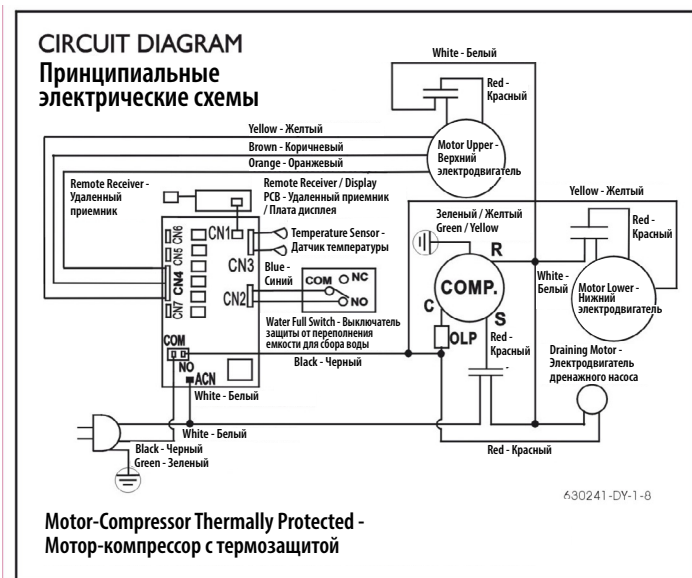 CIRCUIT DIAGRAM
Принципиальные
электрические схемы
White - Белый
Red -
Красный
Yellow - Желтый
Brown - Коричневый
Orange - Оранжевый
Motor Upper -
Верхний
электродвигатель
Remote Receiver -
Удаленный
приемник
Remote Receiver / Display
PCB - Удаленный приемник
/ Плата дисплея
Yellow - Желтый
Зеленый / Желтый
Green / Yellow
Red -
Красный
CN6
CN5
CN4
CN7
CN1
CN3
CN2
Temperature Sensor -
Датчик температуры
Blue -
Синий
COM
NC
NO
R
COMP.
C
S
OLP
White -
Белый
Motor Lower -
Нижний
электродвигатель
Water Full Switch - Выключатель
защиты от переполнения
емкости для сбора воды
Red -
Красный
Draining Motor -
Электродвигатель
дренажного насоса
COM
NO
ACN
Black - Черный
White - Белый
White - Белый
Black - Черный
Green - Зеленый
Red - Красный
630241-DY-1-8
Motor-Compressor Thermally Protected -
Мотор-компрессор с термозащитой